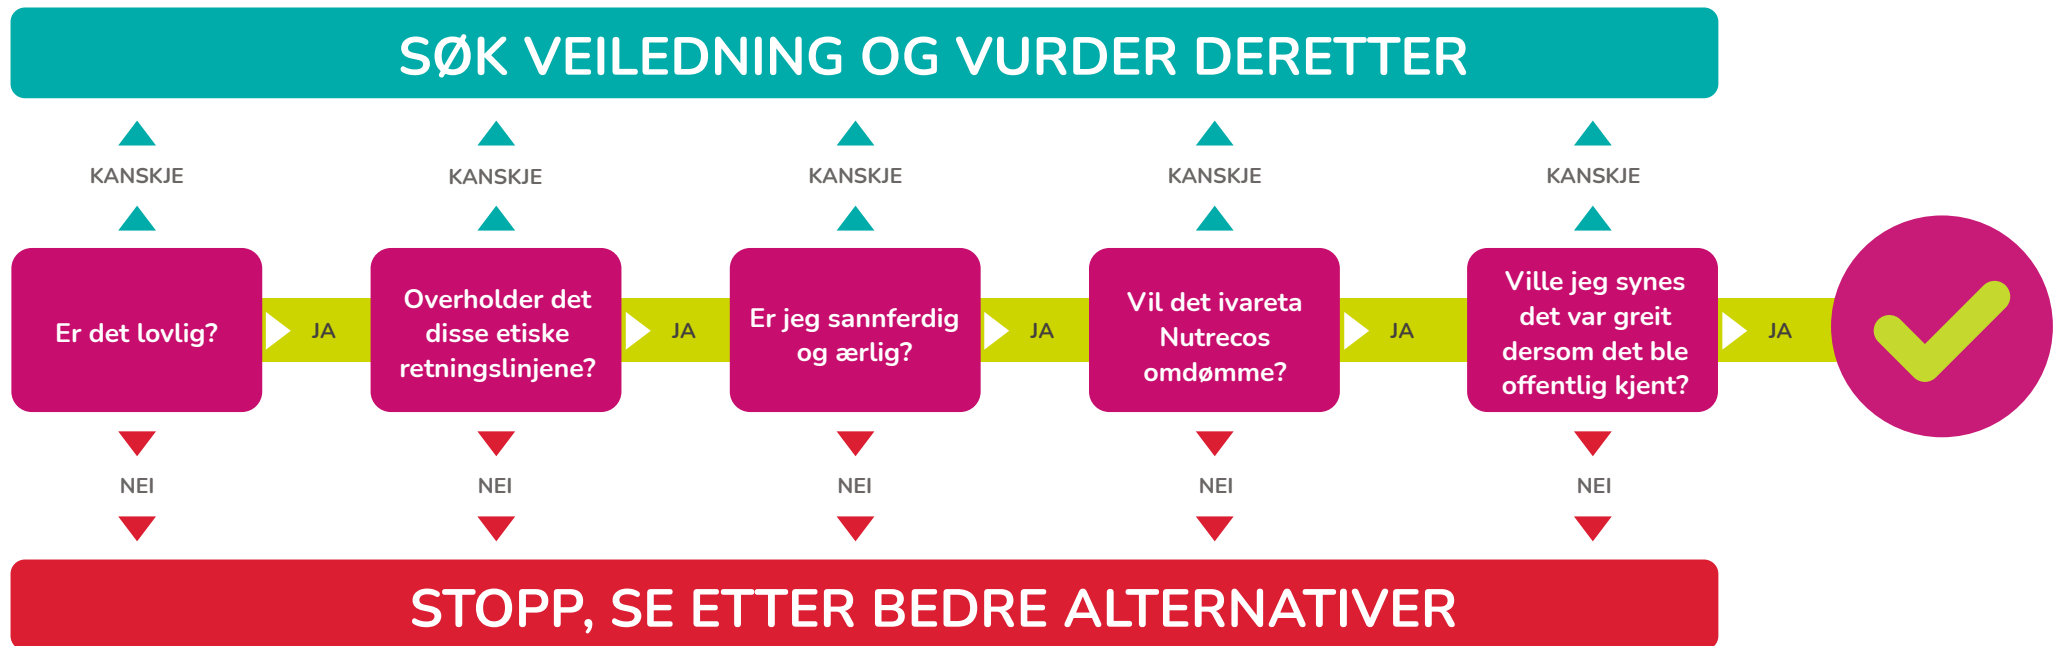 SØK VEILEDNING OG VURDER DERETTER
KANSKJE
KANSKJE
KANSKJE
KANSKJE
KANSKJE
Er det lovlig?
JA
Overholder det
disse etiske
retningslinjene?
JA
Er jeg sannferdig
og ærlig?
JA
Vil det ivareta
Nutrecos
omdømme?
JA
Ville jeg synes
det var greit
dersom det ble
offentlig kjent?
JA
NEI
NEI
NEI
NEI
NEI
STOPP, SE ETTER BEDRE ALTERNATIVER